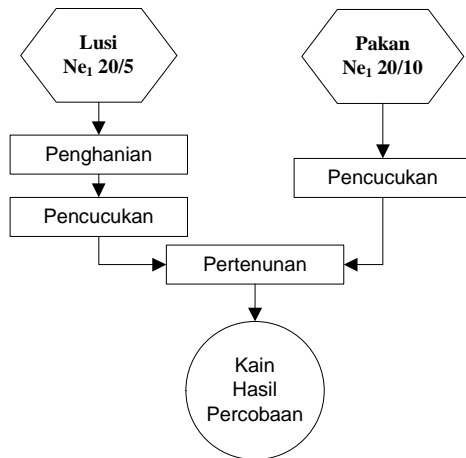 Lusi
Ne₁ 20/5
Pakan
Ne₁ 20/10
Penghanian
Pencucukan
Pencucukan
Pertenunan
Kain
Hasil
Percobaan